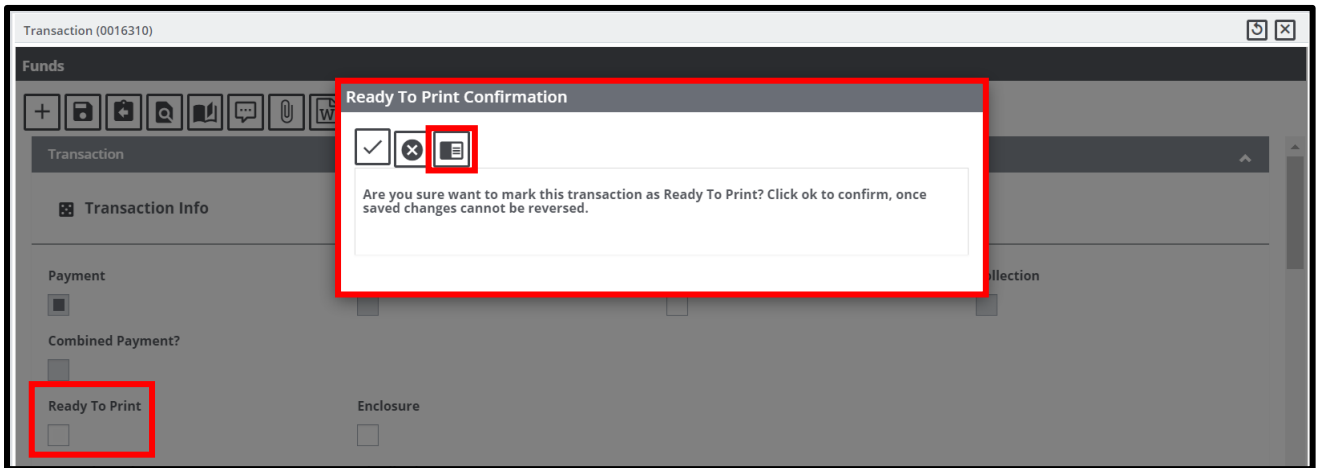 Transaction (0016310)
Funds
Ready To Print Confirmation
Transaction
Are you sure want to mark this transaction as Ready To Print? Click ok to confirm, once
saved changes cannot be reversed.
Transaction Info
Payment
ollection
Combined Payment?
Ready To Print
Enclosure